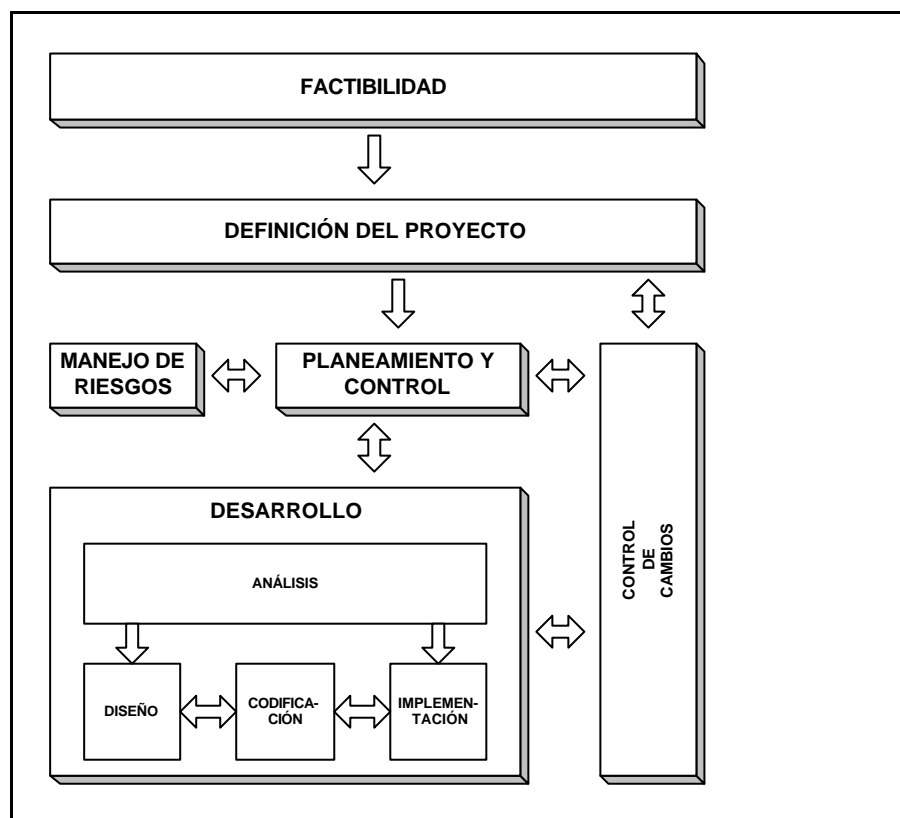 FACTIBILIDAD
DEFINICIÓN DEL PROYECTO
MANEJO DE
RIESGOS
PLANEAMIENTO Y
CONTROL
DESARROLLO
ANÁLISIS
DISEÑO
CODIFICA-
CIÓN
IMPLEMEN-
TACIÓN
CONTROL
DE
CAMBIOS